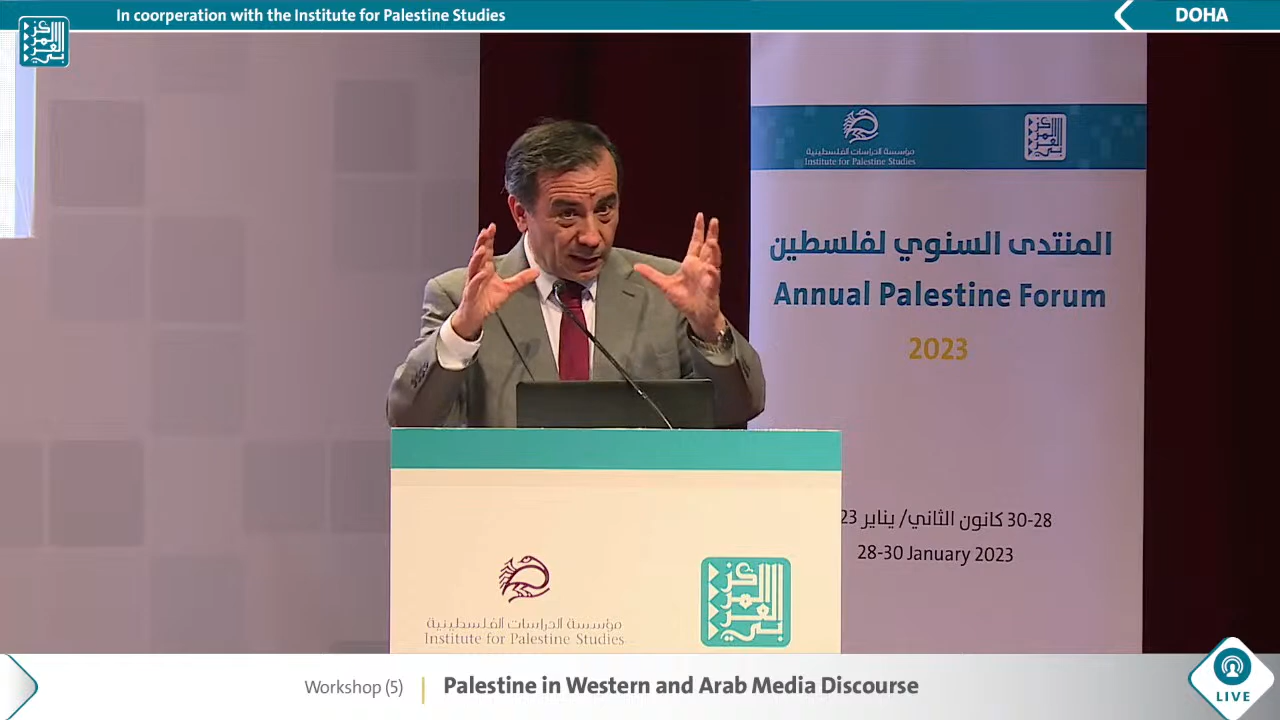 In coorperation with the Institute for Palestine Studies
DOHA
مؤسسة الدراسات الفلسطينية
Institute for Palestine Studies
المنتدى السنوي لفلسطين
Annual Palestine Forum
2023
28-30 كانون الثاني/ يناير 23
28-30 January 2023
مؤسسة الدراسات الفلسطينية
Institute for Palestine Studies
المركز العربي
Workshop (5)
Palestine in Western and Arab Media Discourse
LIVE